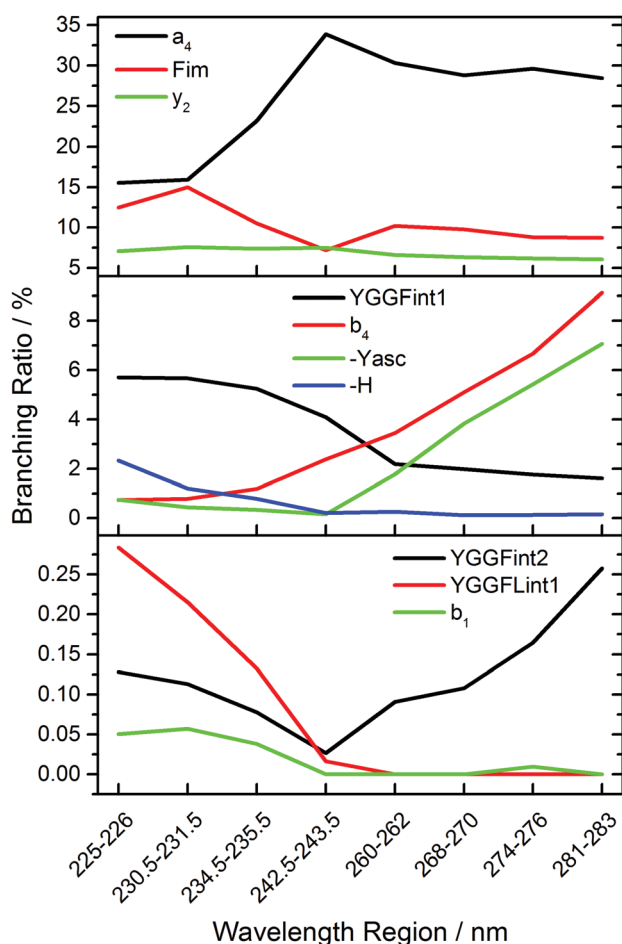 35
30
25
20
15
10
5
a₄
Fim
y₂
8
6
4
2
0
YGGFint1
b₄
-Yasc
-H
0.25
0.20
0.15
0.10
0.05
0.00
YGGFint2
YGGFLint1
b₁
Branching Ratio / %
225-226
230.5-231.5
234.5-235.5
242.5-243.5
260-262
268-270
274-276
281-283
Wavelength Region / nm